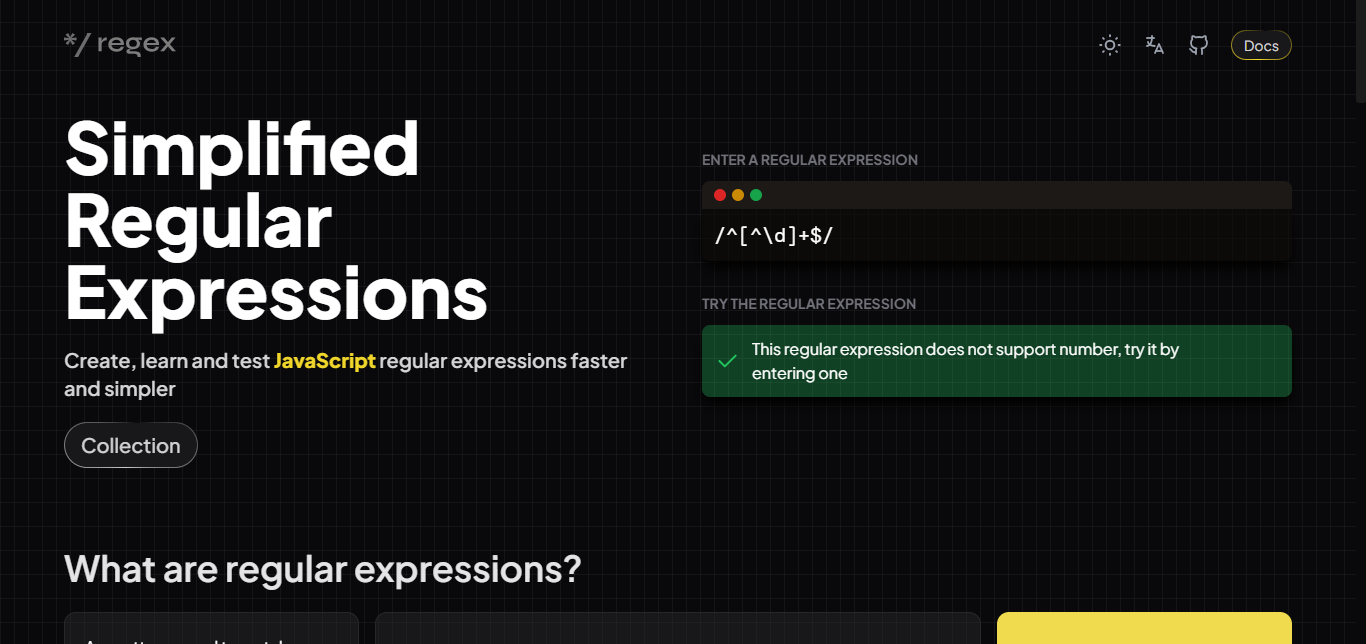 */ regex
Docs
Simplified
Regular
Expressions
Create, learn and test JavaScript regular expressions faster
and simpler
Collection
ENTER A REGULAR EXPRESSION
/^[^\d]+$/
TRY THE REGULAR EXPRESSION
This regular expression does not support number, try it by
entering one
What are regular expressions?